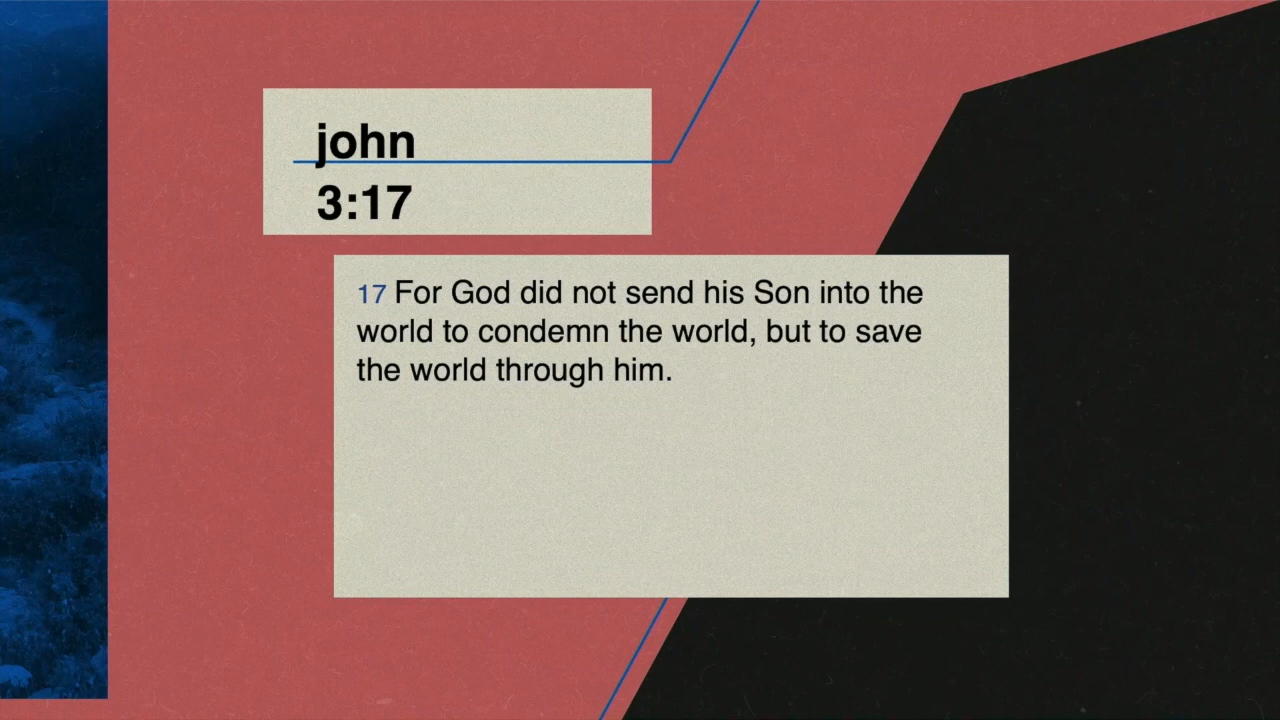 john
3:17
17 For God did not send his Son into the
world to condemn the world, but to save
the world through him.